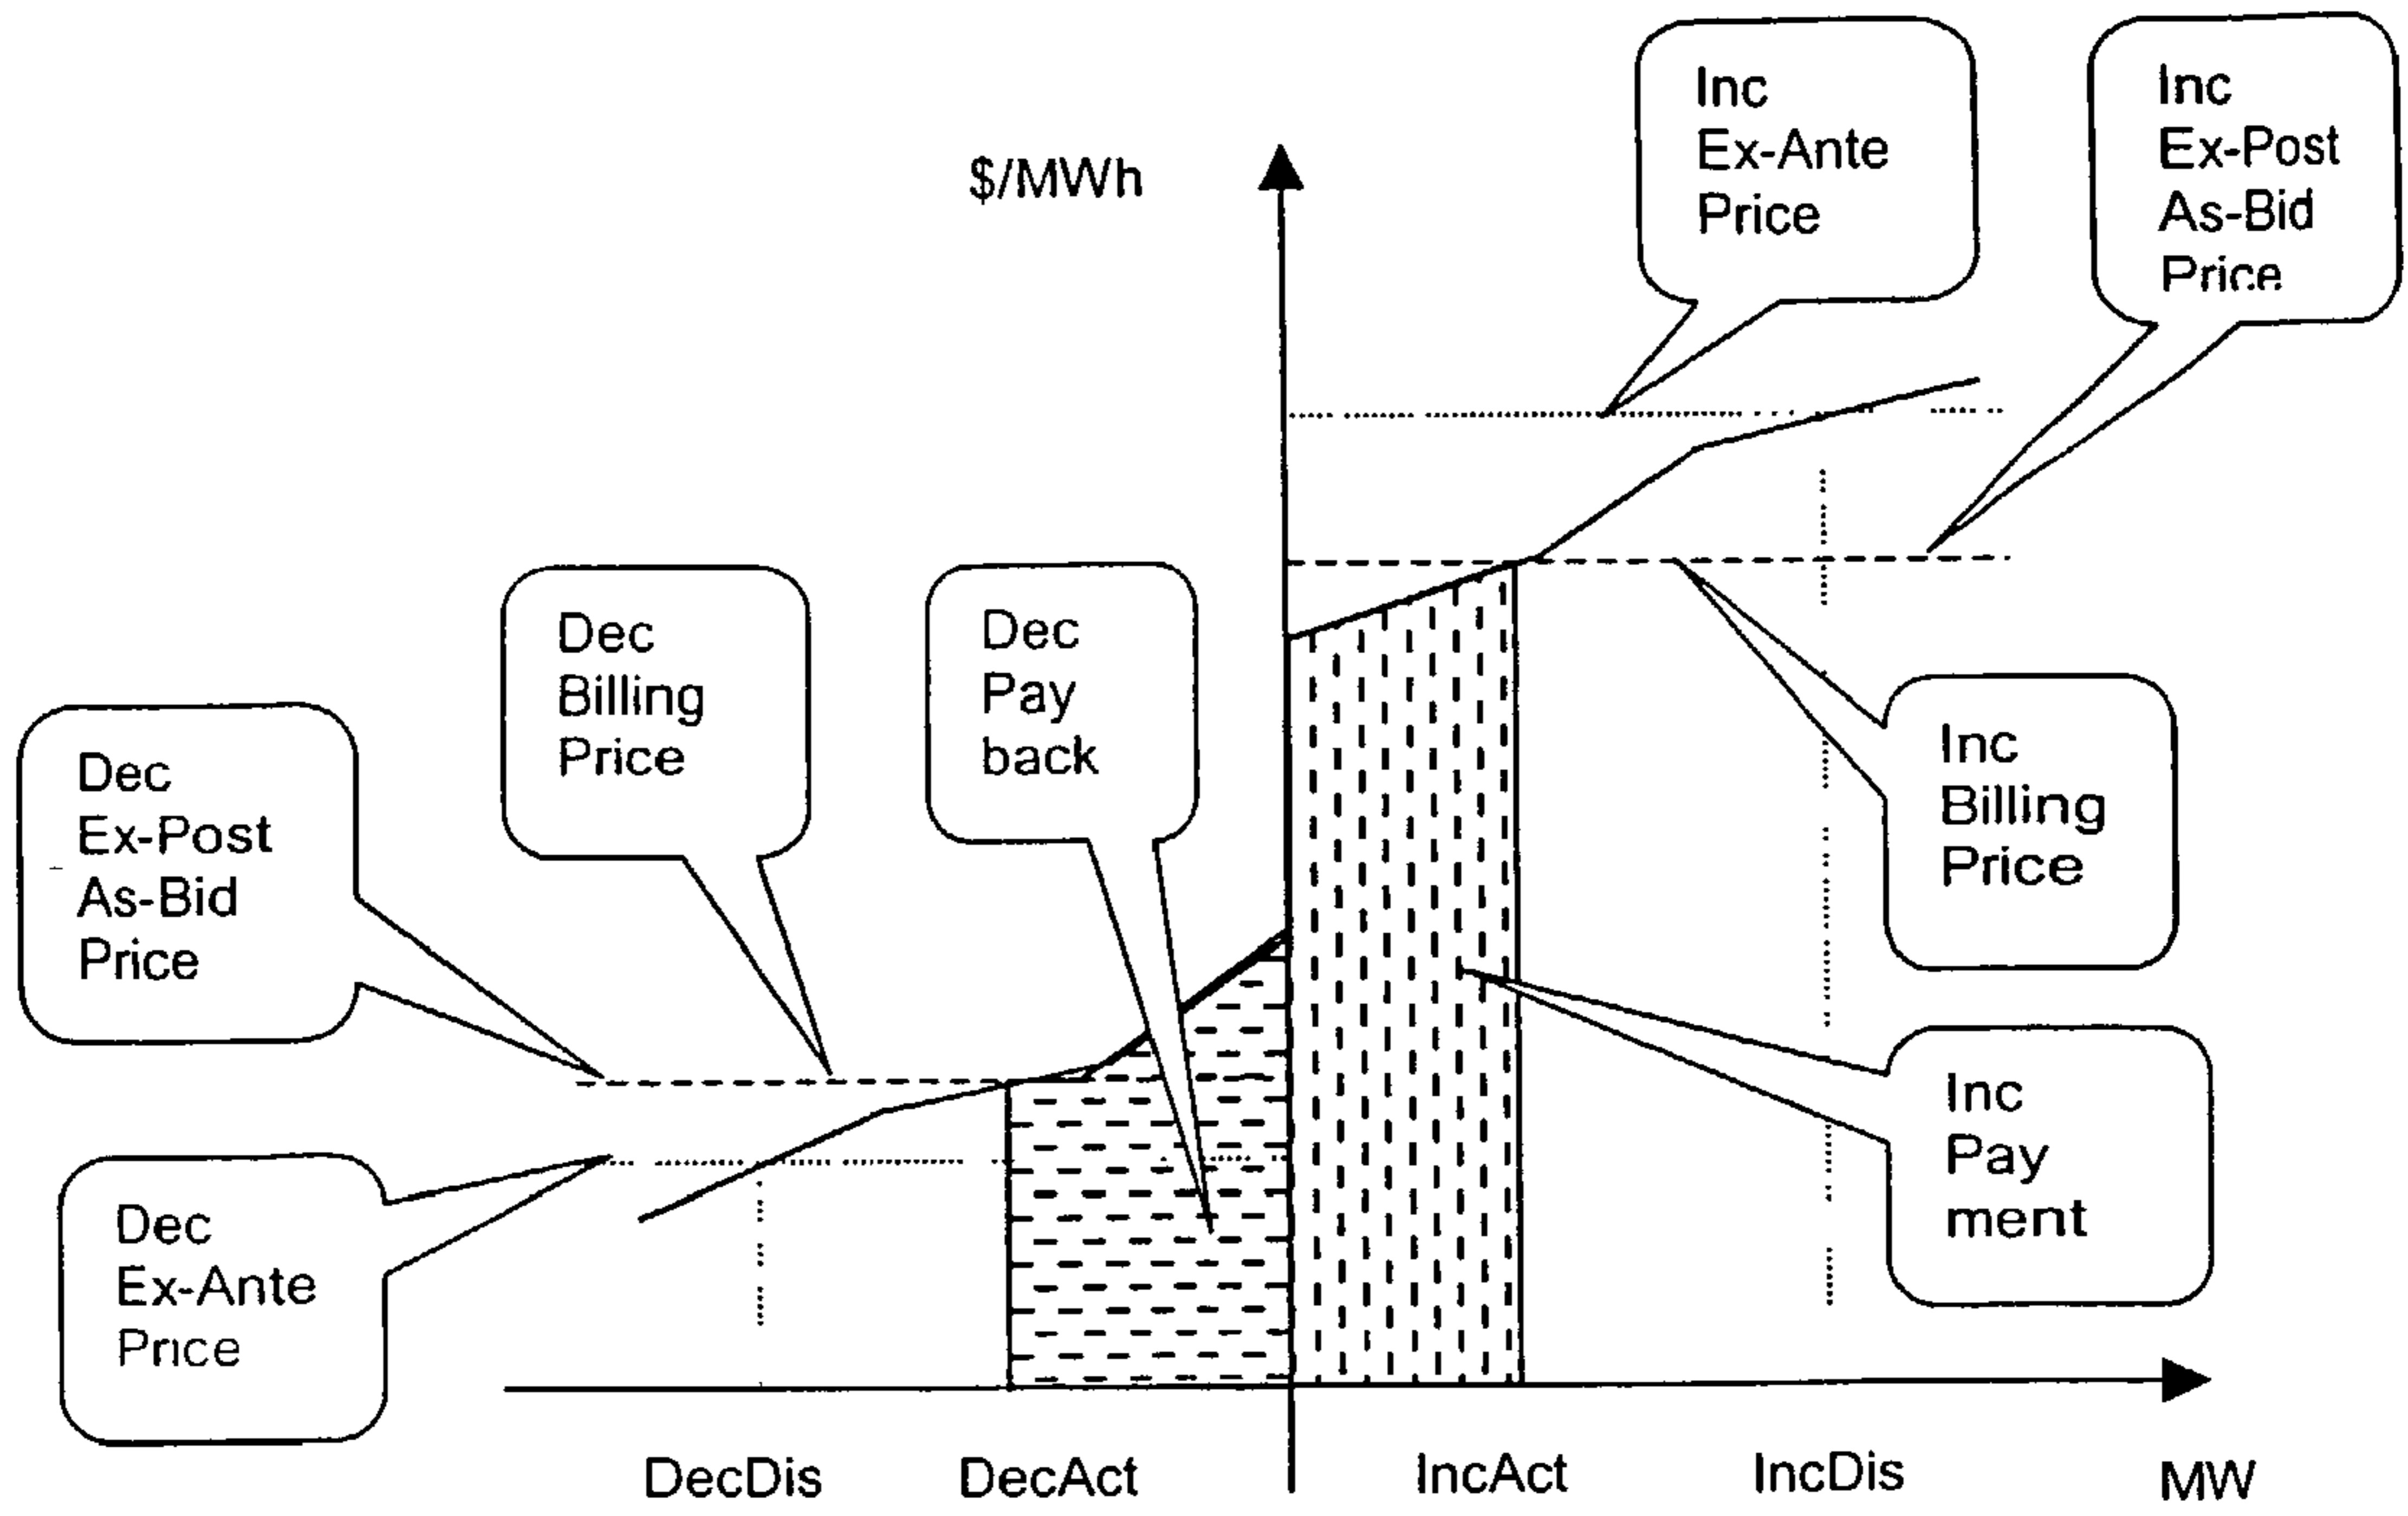 $/MWh
Inc
Ex-Ante
Price
Inc
Ex-Post
As-Bid
Price
Dec
Ex-Post
As-Bid
Price
Dec
Billing
Price
Dec
Pay
back
Inc
Billing
Price
Dec
Ex-Ante
Price
Inc
Pay
ment
DecDis
DecAct
IncAct
IncDis
MW